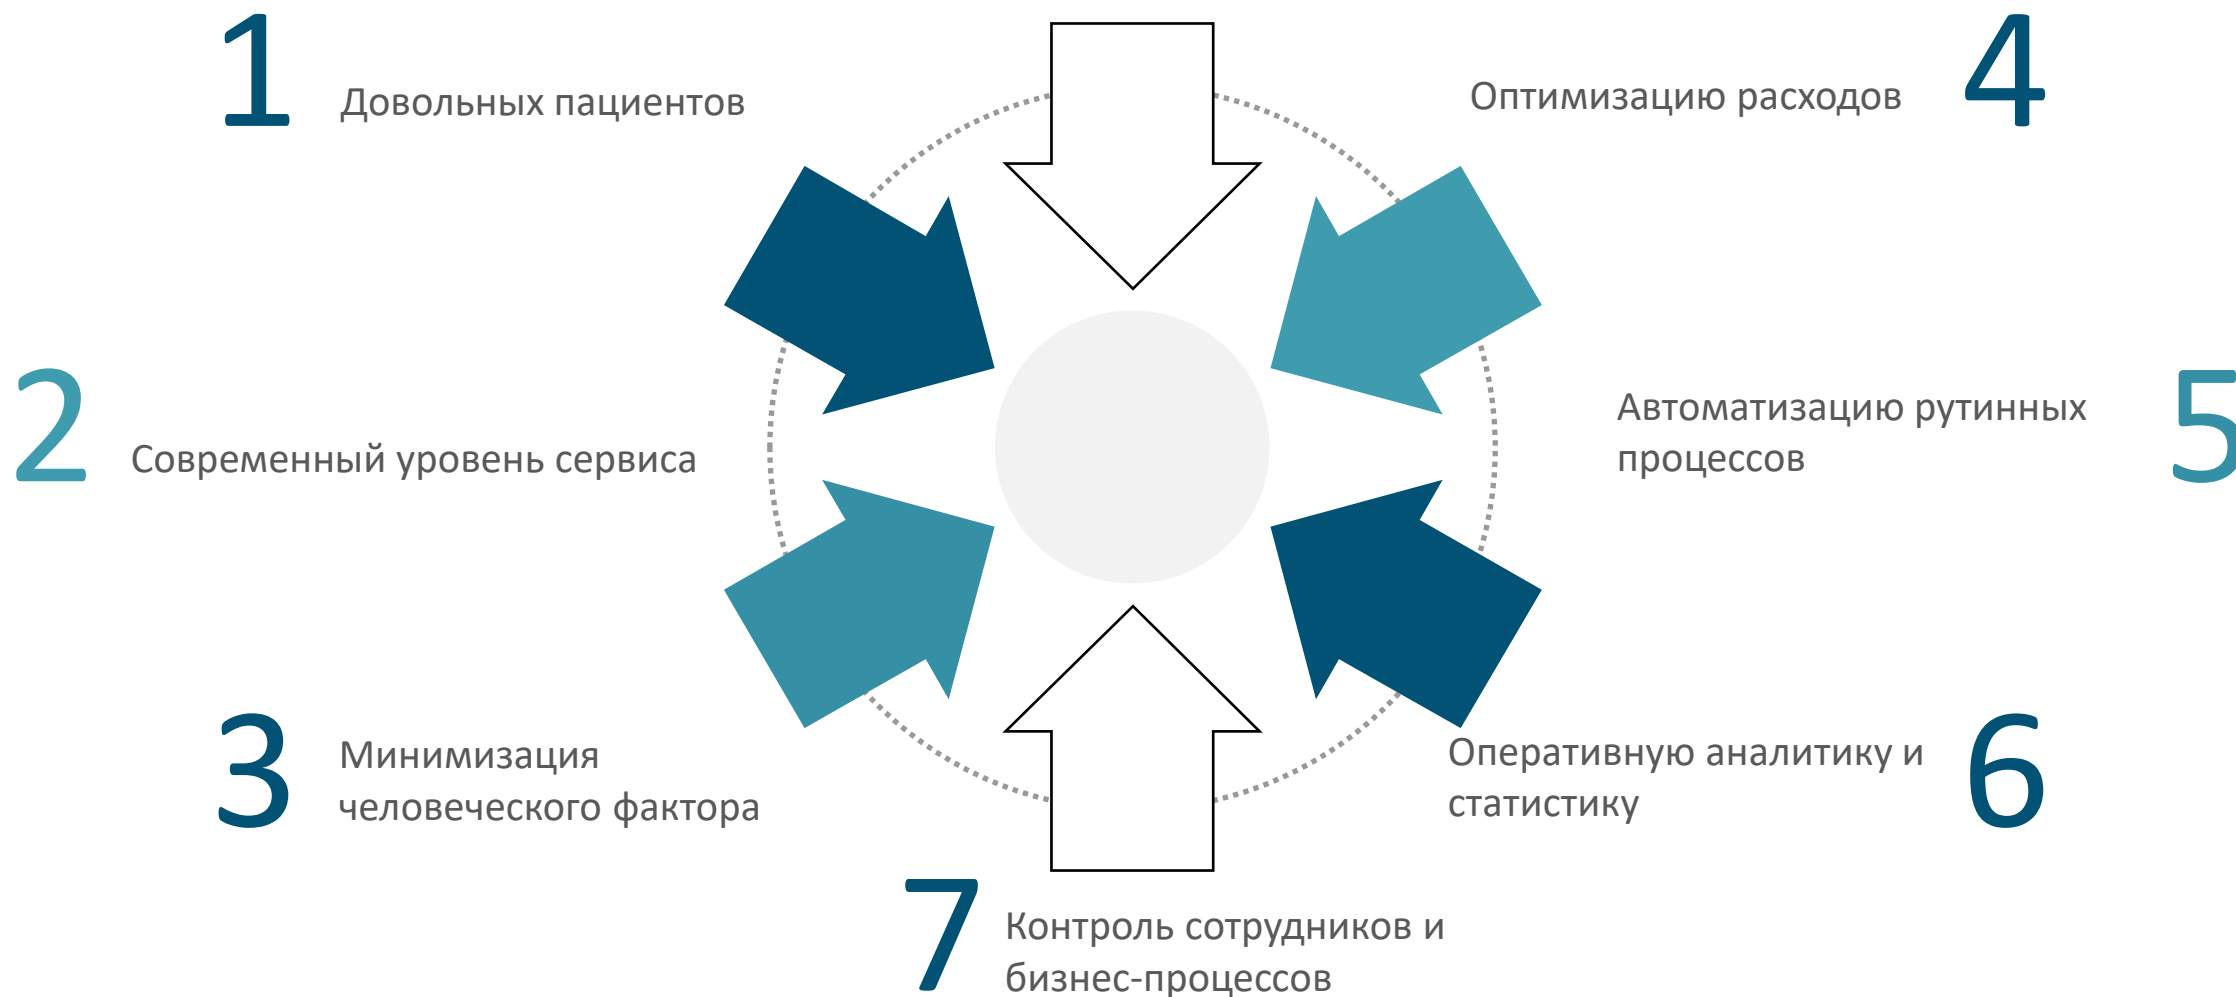 1
Довольных пациентов
2
Современный уровень сервиса
3
Минимизация
человеческого фактора
4
Оптимизацию расходов
5
Автоматизацию рутинных
процессов
6
Оперативную аналитику и
статистику
7
Контроль сотрудников и
бизнес-процессов